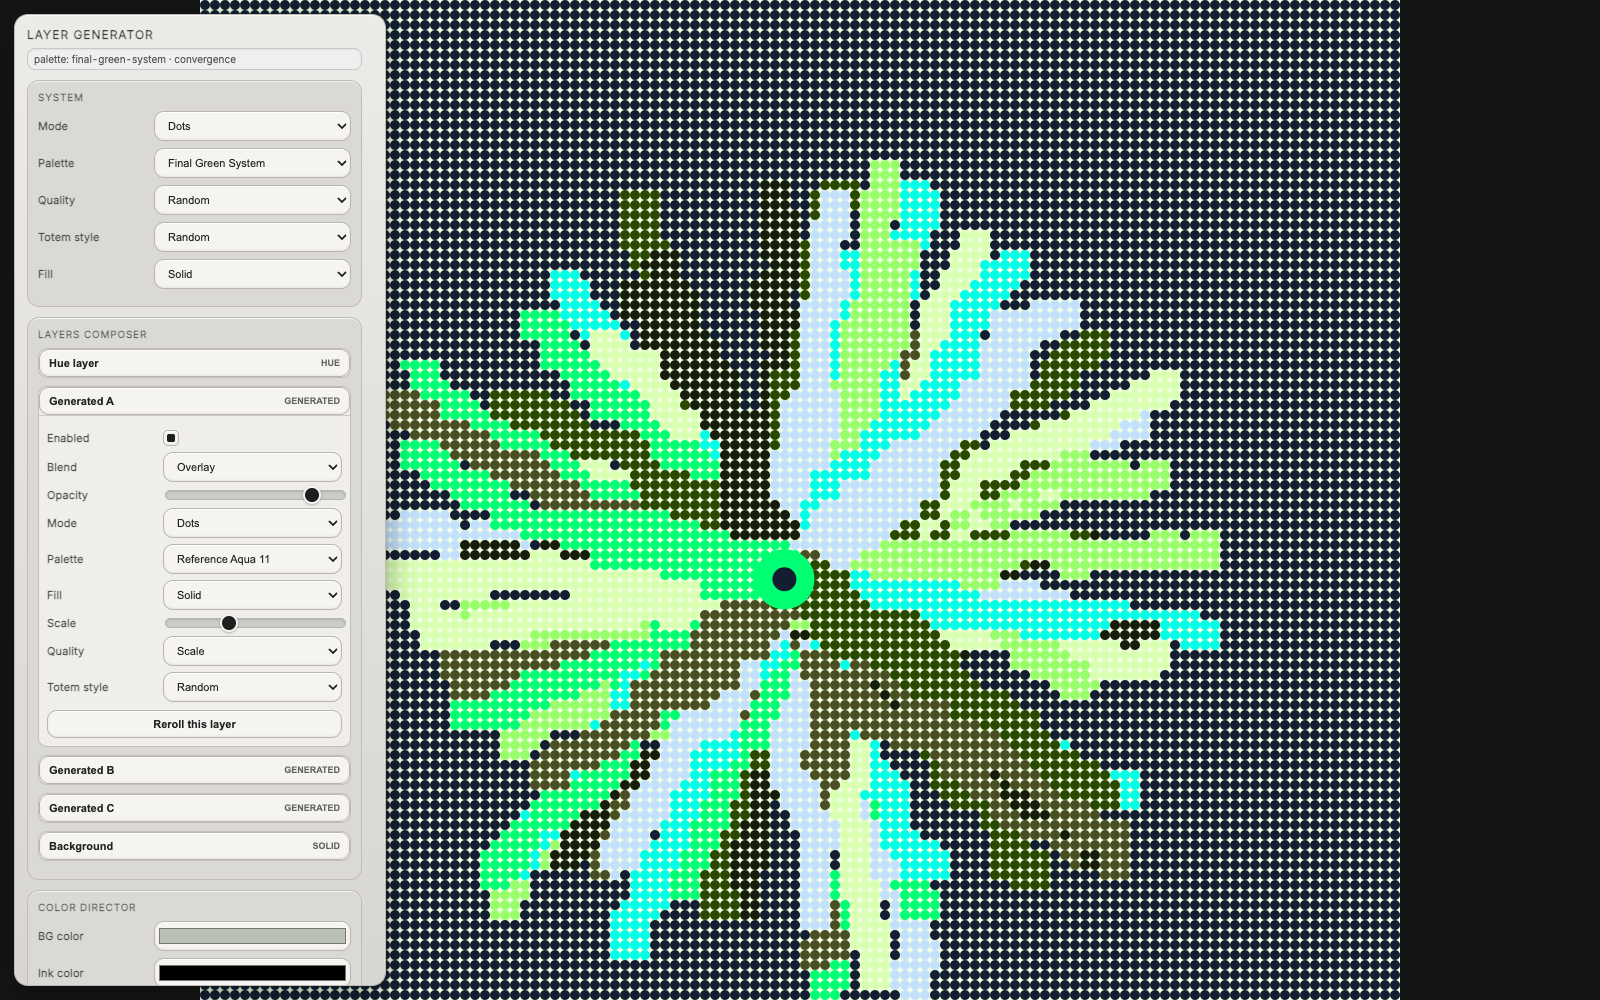 LAYER GENERATOR
palette: final-green-system · convergence
SYSTEM
Mode Dots
Palette Final Green System
Quality Random
Totem style Random
Fill Solid
LAYERS COMPOSER
Hue layer HUE
Generated A GENERATED
Enabled
Blend Overlay
Opacity
Mode Dots
Palette Reference Aqua 11
Fill Solid
Scale
Quality Scale
Totem style Random
Reroll this layer
Generated B GENERATED
Generated C GENERATED
Background SOLID
COLOR DIRECTOR
BG color
Ink color